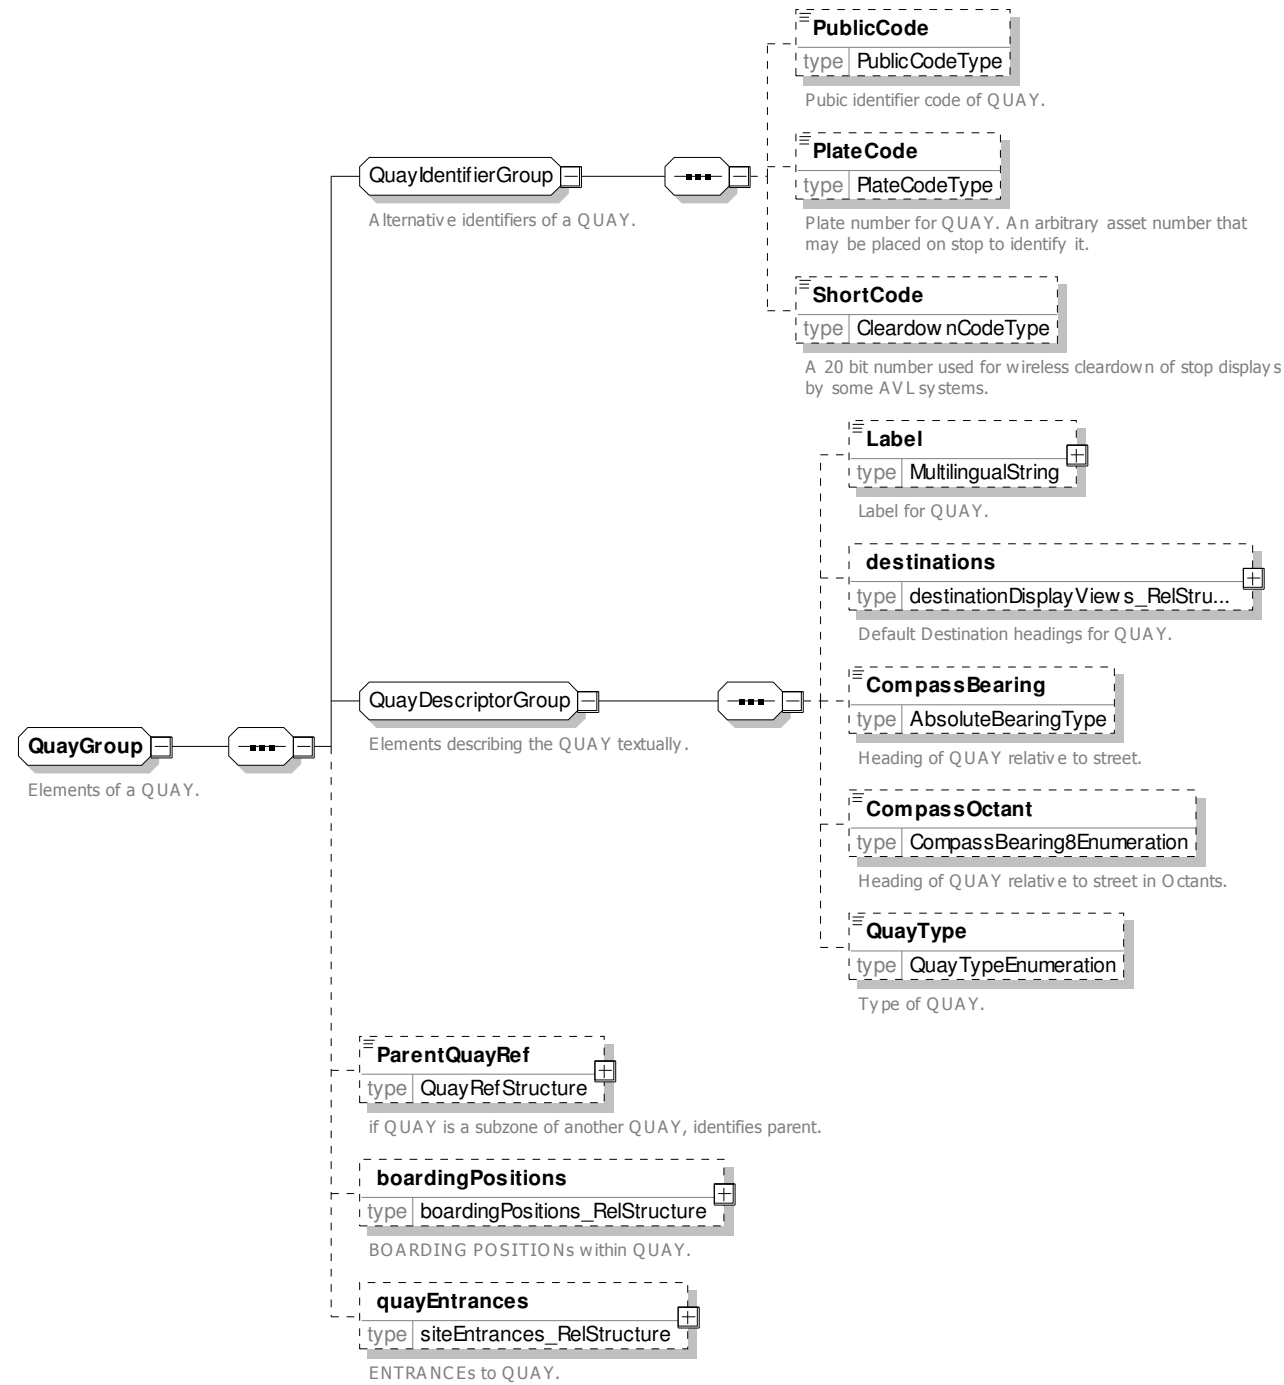 PublicCode
type PublicCodeType
Pubic identifier code of QUAY.
PlateCode
type PlateCodeType
Plate number for QUAY. An arbitrary asset number that
may be placed on stop to identify it.
ShortCode
type CleardownCodeType
A 20 bit number used for wireless cleardown of stop displays
by some AVL systems.
QuayIdentifierGroup
Alternative identifiers of a QUAY.
Label
type MultilingualString
Label for QUAY.
destinations
type destinationDisplayViews_RelStru...
Default Destination headings for QUAY.
CompassBearing
type AbsoluteBearingType
Heading of QUAY relative to street.
CompassOctant
type CompassBearing8Enumeration
Heading of QUAY relative to street in Octants.
QuayType
type QuayTypeEnumeration
Type of QUAY.
QuayDescriptorGroup
Elements describing the QUAY textually.
QuayGroup
Elements of a QUAY.
ParentQuayRef
type QuayRefStructure
if QUAY is a subzone of another QUAY, identifies parent.
boardingPositions
type boardingPositions_RelStructure
BOARDING POSITIONs within QUAY.
quayEntrances
type siteEntrances_RelStructure
ENTRANCEs to QUAY.